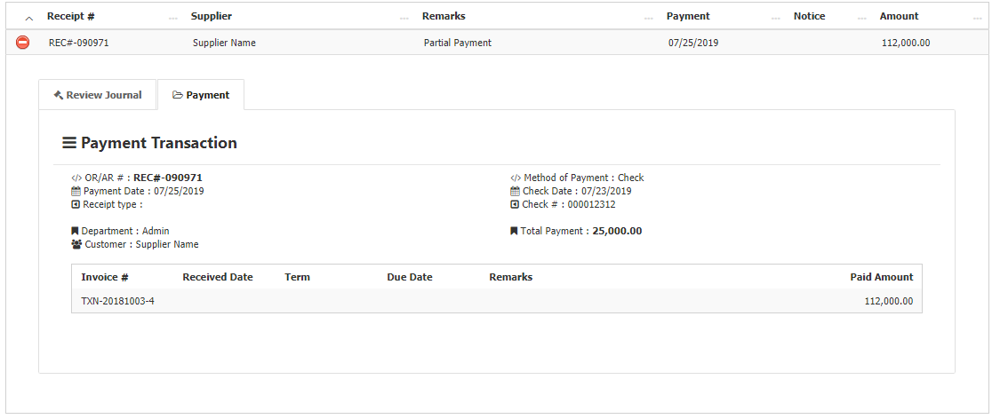 Receipt # ... Supplier ... Remarks ... Payment ... Notice ... Amount ...
REC#-090971 Supplier Name Partial Payment 07/25/2019 112,000.00
Review Journal Payment
Payment Transaction
OR/AR # : REC#-090971 Method of Payment : Check
Payment Date : 07/25/2019 Check Date : 07/23/2019
Receipt type : Check # : 000012312
Department : Admin Total Payment : 25,000.00
Customer : Supplier Name
Invoice # Received Date Term Due Date Remarks Paid Amount
TXN-20181003-4 112,000.00